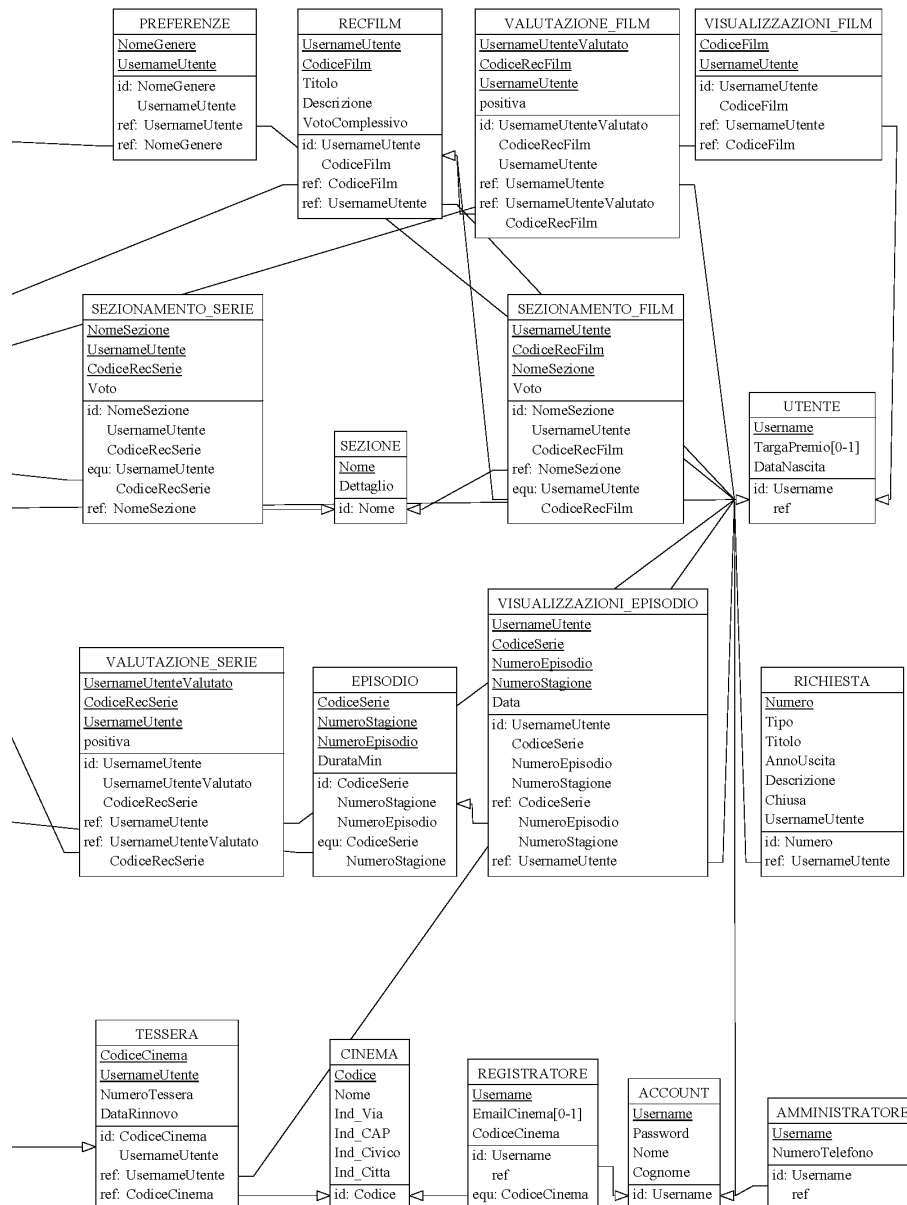 PREFERENZE
NomeGenere
UsernameUtente
id: NomeGenere
UsernameUtente
ref: UsernameUtente
ref: NomeGenere
RECFILM
UsernameUtente
CodiceFilm
Titolo
Descrizione
VotoComplessivo
id: UsernameUtente
CodiceFilm
ref: CodiceFilm
ref: UsernameUtente
VALUTAZIONE_FILM
UsernameUtenteValutato
CodiceRecFilm
UsernameUtente
positiva
id: UsernameUtenteValutato
CodiceRecFilm
UsernameUtente
ref: UsernameUtente
ref: UsernameUtenteValutato
CodiceRecFilm
VISUALIZZAZIONI_FILM
CodiceFilm
UsernameUtente
id: UsernameUtente
CodiceFilm
ref: UsernameUtente
ref: CodiceFilm
SEZIONAMENTO_SERIE
NomeSezione
UsernameUtente
CodiceRecSerie
Voto
id: NomeSezione
UsernameUtente
CodiceRecSerie
equ: UsernameUtente
CodiceRecSerie
ref: NomeSezione
SEZIONE
Nome
Dettaglio
id: Nome
SEZIONAMENTO_FILM
UsernameUtente
CodiceRecFilm
NomeSezione
Voto
id: NomeSezione
UsernameUtente
CodiceRecFilm
ref: NomeSezione
equ: UsernameUtente
CodiceRecFilm
UTENTE
Username
TargaPremio[0-1]
DataNascita
id: Username
ref
VALUTAZIONE_SERIE
UsernameUtenteValutato
CodiceRecSerie
UsernameUtente
positiva
id: UsernameUtente
UsernameUtenteValutato
CodiceRecSerie
ref: UsernameUtente
ref: UsernameUtenteValutato
CodiceRecSerie
EPISODIO
CodiceSerie
NumeroStagione
NumeroEpisodio
DurataMin
id: CodiceSerie
NumeroStagione
NumeroEpisodio
equ: CodiceSerie
NumeroStagione
VISUALIZZAZIONI_EPISODIO
UsernameUtente
CodiceSerie
NumeroEpisodio
NumeroStagione
Data
id: UsernameUtente
CodiceSerie
NumeroEpisodio
NumeroStagione
ref: CodiceSerie
NumeroEpisodio
NumeroStagione
ref: UsernameUtente
RICHIESTA
Numero
Tipo
Titolo
AnnoUscita
Descrizione
Chiusa
UsernameUtente
id: Numero
ref: UsernameUtente
TESSERA
CodiceCinema
UsernameUtente
NumeroTessera
DataRinnovo
id: CodiceCinema
UsernameUtente
ref: UsernameUtente
ref: CodiceCinema
CINEMA
Codice
Nome
Ind_Via
Ind_CAP
Ind_Civico
Ind_Citta
id: Codice
REGISTRATORE
Username
EmailCinema[0-1]
CodiceCinema
id: Username
ref
equ: CodiceCinema
ACCOUNT
Username
Password
Nome
Cognome
id: Username
AMMINISTRATORE
Username
NumeroTelefono
id: Username
ref